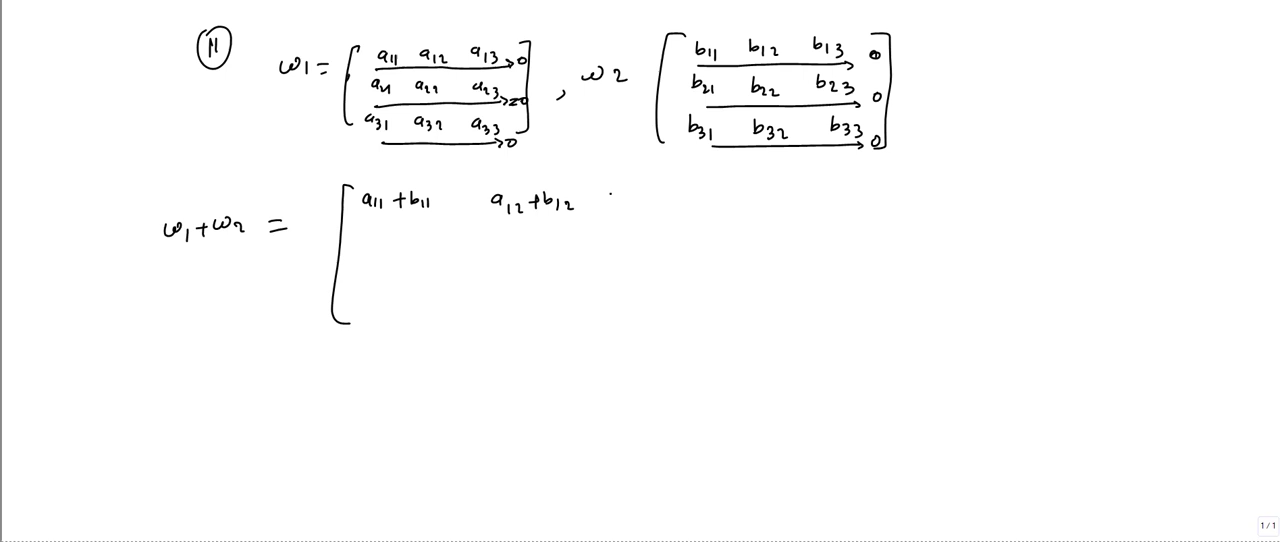 (11) ω1 = [ a11 a12 a13 → 0 ] , ω2 [ b11 b12 b13 → 0 ]
a21 a22 a23 → =0 b21 b22 b23 → 0
a31 a32 a33 → 0 b31 b32 b33 → 0
ω1+ω2 = [ a11+b11 a12+b12
1/1